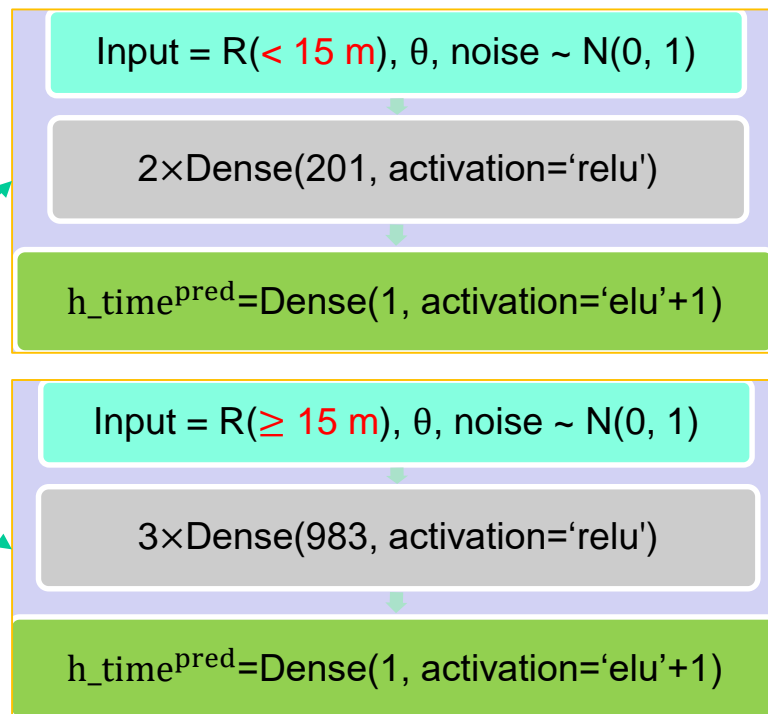 Input = R(< 15 m), θ, noise ~ N(0, 1)
2×Dense(201, activation=‘relu')
h_time^pred=Dense(1, activation=‘elu’+1)
Input = R(≥ 15 m), θ, noise ~ N(0, 1)
3×Dense(983, activation=‘relu')
h_time^pred=Dense(1, activation=‘elu’+1)